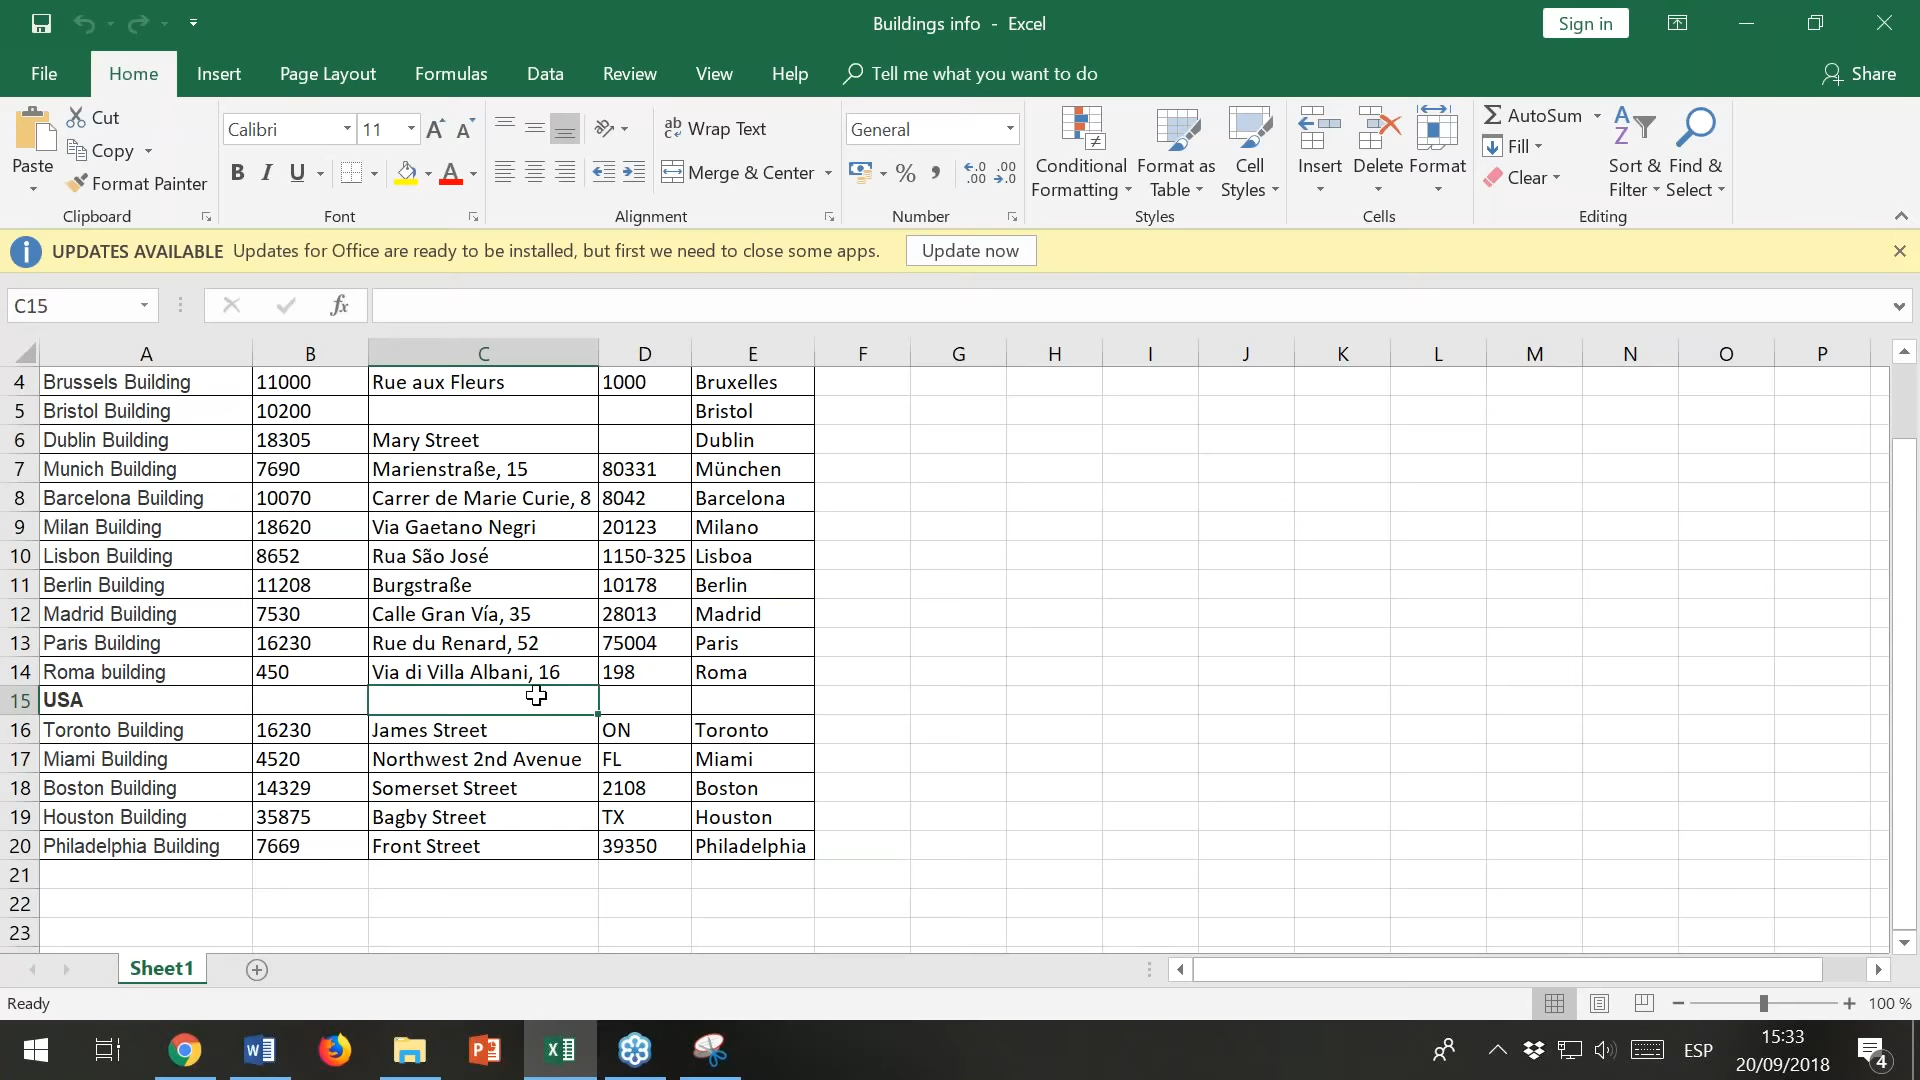 Buildings info - Excel
Sign in
File Home Insert Page Layout Formulas Data Review View Help Tell me what you want to do Share
Paste
Cut
Copy
Format Painter
Clipboard
Calibri 11
B I U
Font
Wrap Text
Merge & Center
Alignment
General
%
Number
Conditional Formatting
Format as Table
Cell Styles
Styles
Insert Delete Format
Cells
AutoSum
Fill
Clear
Sort & Filter
Find & Select
Editing
UPDATES AVAILABLE Updates for Office are ready to be installed, but first we need to close some apps. Update now
C15 fx
A B C D E F G H I J K L M N O P
4 Brussels Building 11000 Rue aux Fleurs 1000 Bruxelles
5 Bristol Building 10200 Bristol
6 Dublin Building 18305 Mary Street Dublin
7 Munich Building 7690 Marienstraße, 15 80331 München
8 Barcelona Building 10070 Carrer de Marie Curie, 8 8042 Barcelona
9 Milan Building 18620 Via Gaetano Negri 20123 Milano
10 Lisbon Building 8652 Rua São José 1150-325 Lisboa
11 Berlin Building 11208 Burgstraße 10178 Berlin
12 Madrid Building 7530 Calle Gran Vía, 35 28013 Madrid
13 Paris Building 16230 Rue du Renard, 52 75004 Paris
14 Roma building 450 Via di Villa Albani, 16 198 Roma
15 USA
16 Toronto Building 16230 James Street ON Toronto
17 Miami Building 4520 Northwest 2nd Avenue FL Miami
18 Boston Building 14329 Somerset Street 2108 Boston
19 Houston Building 35875 Bagby Street TX Houston
20 Philadelphia Building 7669 Front Street 39350 Philadelphia
21
22
23
Sheet1
Ready
100 %
ESP
15:33
20/09/2018
4